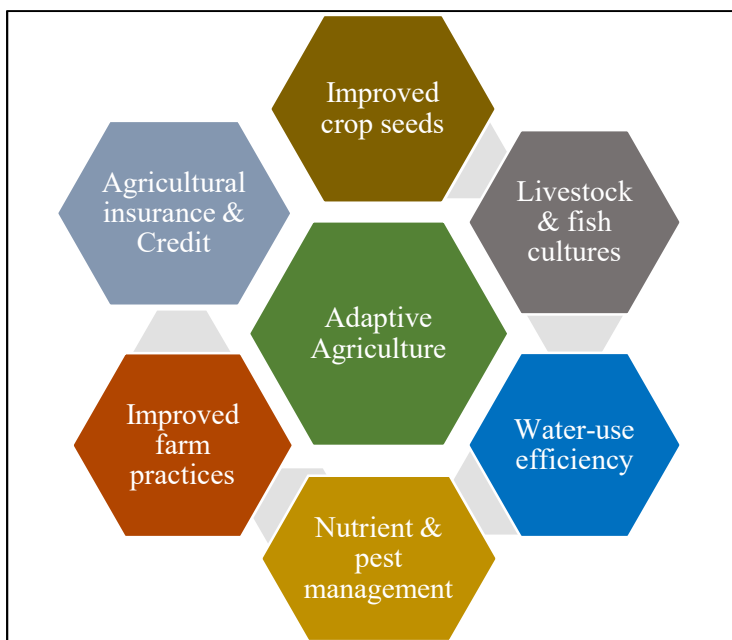 Improved
crop seeds
Agricultural
insurance &
Credit
Livestock
& fish
cultures
Adaptive
Agriculture
Improved
farm
practices
Water-use
efficiency
Nutrient &
pest
management